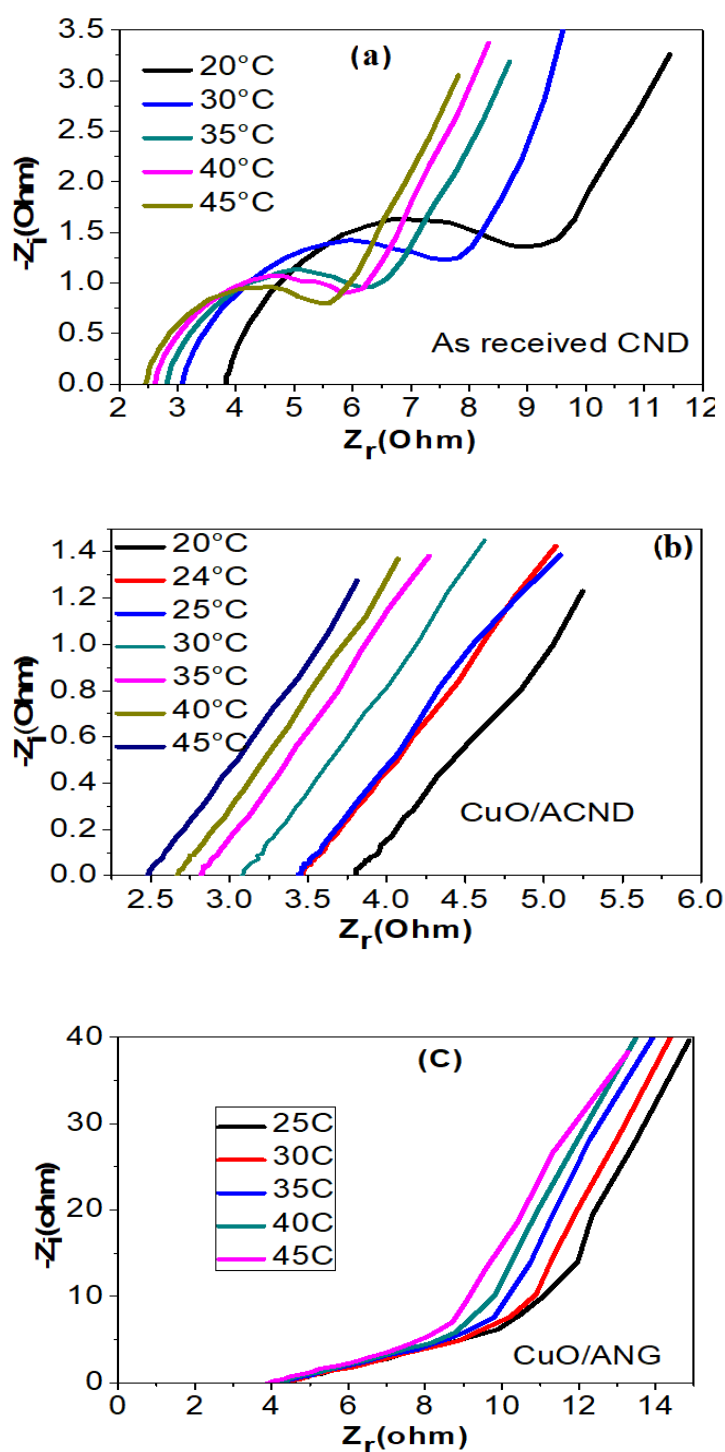 (a)
3.5
3.0
2.5
2.0
1.5
1.0
0.5
0.0
-Zi(Ohm)
20°C
30°C
35°C
40°C
45°C
As received CND
2 3 4 5 6 7 8 9 10 11 12
Zr(Ohm)
(b)
1.4
1.2
1.0
0.8
0.6
0.4
0.2
0.0
-Zi(Ohm)
20°C
24°C
25°C
30°C
35°C
40°C
45°C
CuO/ACND
2.5 3.0 3.5 4.0 4.5 5.0 5.5 6.0
Zr(Ohm)
(C)
40
30
20
10
0
-Zi(ohm)
25C
30C
35C
40C
45C
CuO/ANG
0 2 4 6 8 10 12 14
Zr(ohm)